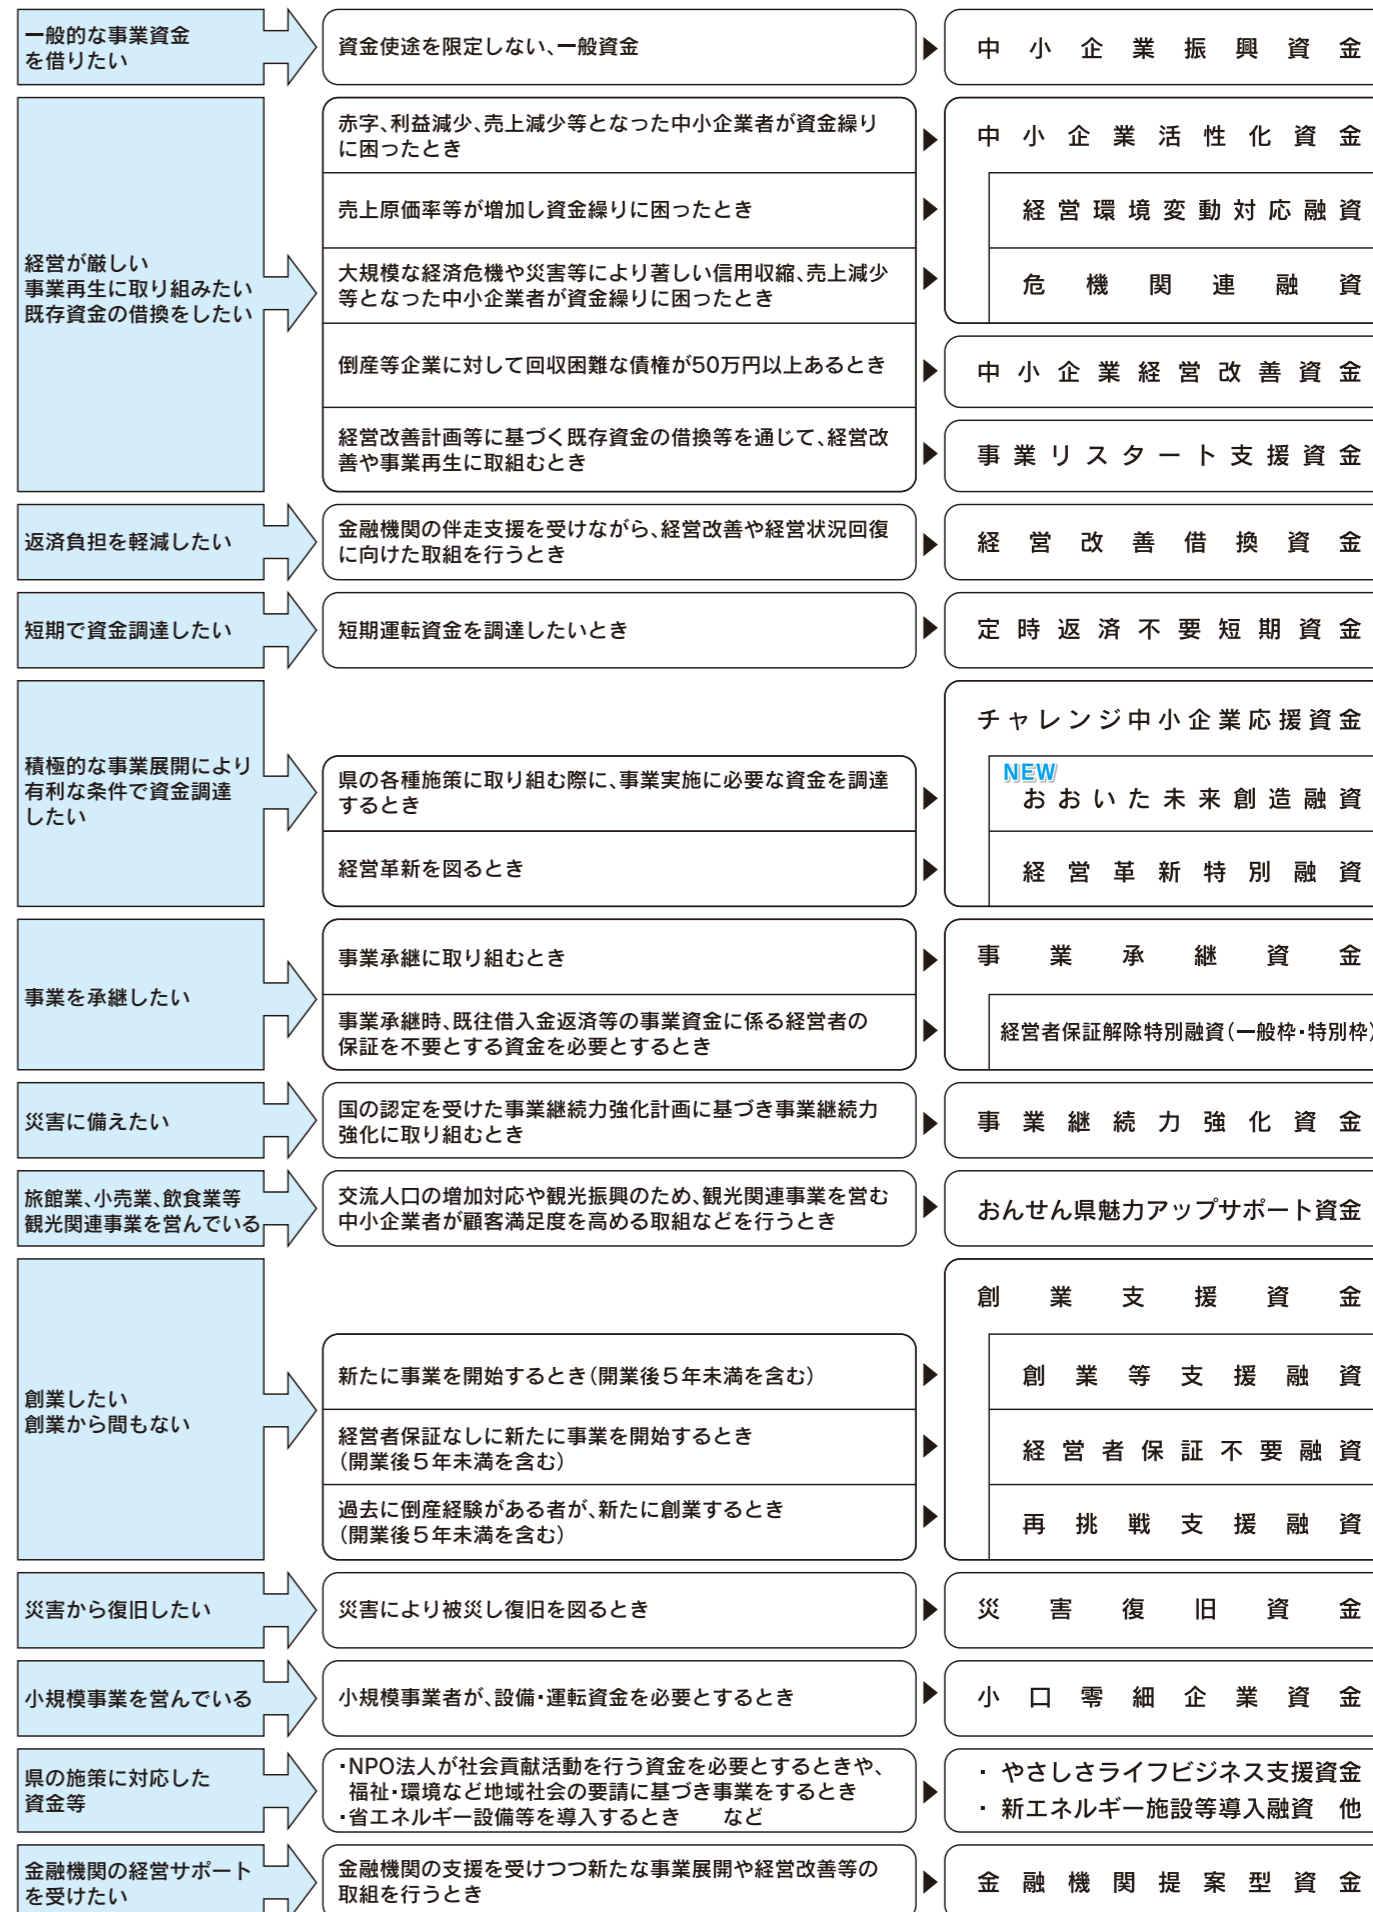 一般的な事業資金
を借りたい
資金使途を限定しない、一般資金
中小企業振興資金
経営が厳しい
事業再生に取り組みたい
既存資金の借換をしたい
赤字、利益減少、売上減少等となった中小企業者が資金繰り
に困ったとき
中小企業活性化資金
売上原価率等が増加し資金繰りに困ったとき
経営環境変動対応融資
大規模な経済危機や災害等により著しい信用収縮、売上減少
等となった中小企業者が資金繰りに困ったとき
危機関連融資
倒産等企業に対して回収困難な債権が50万円以上あるとき
中小企業経営改善資金
経営改善計画等に基づく既存資金の借換等を通じて、経営改
善や事業再生に取組むとき
事業リスタート支援資金
返済負担を軽減したい
金融機関の伴走支援を受けながら、経営改善や経営状況回復
に向けた取組を行うとき
経営改善借換資金
短期で資金調達したい
短期運転資金を調達したいとき
定時返済不要短期資金
積極的な事業展開により
有利な条件で資金調達
したい
チャレンジ中小企業応援資金
県の各種施策に取り組む際に、事業実施に必要な資金を調達
するとき
NEW
おおいた未来創造融資
経営革新を図るとき
経営革新特別融資
事業を承継したい
事業承継に取り組むとき
事業承継資金
事業承継時、既往借入金返済等の事業資金に係る経営者の
保証を不要とする資金を必要とするとき
経営者保証解除特別融資(一般枠・特別枠)
災害に備えたい
国の認定を受けた事業継続力強化計画に基づき事業継続力
強化に取り組むとき
事業継続力強化資金
旅館業、小売業、飲食業等
観光関連事業を営んでいる
交流人口の増加対応や観光振興のため、観光関連事業を営む
中小企業者が顧客満足度を高める取組などを行うとき
おんせん県魅力アップサポート資金
創業したい
創業から間もない
創業支援資金
新たに事業を開始するとき(開業後5年未満を含む)
創業等支援融資
経営者保証なしに新たに事業を開始するとき
(開業後5年未満を含む)
経営者保証不要融資
過去に倒産経験がある者が、新たに創業するとき
(開業後5年未満を含む)
再挑戦支援融資
災害から復旧したい
災害により被災し復旧を図るとき
災害復旧資金
小規模事業を営んでいる
小規模事業者が、設備・運転資金を必要とするとき
小口零細企業資金
県の施策に対応した
資金等
・NPO法人が社会貢献活動を行う資金を必要とするときや、
福祉・環境など地域社会の要請に基づき事業をするとき
・省エネルギー設備等を導入するとき　など
・やさしさライフビジネス支援資金
・新エネルギー施設等導入融資　他
金融機関の経営サポート
を受けたい
金融機関の支援を受けつつ新たな事業展開や経営改善等の
取組を行うとき
金融機関提案型資金